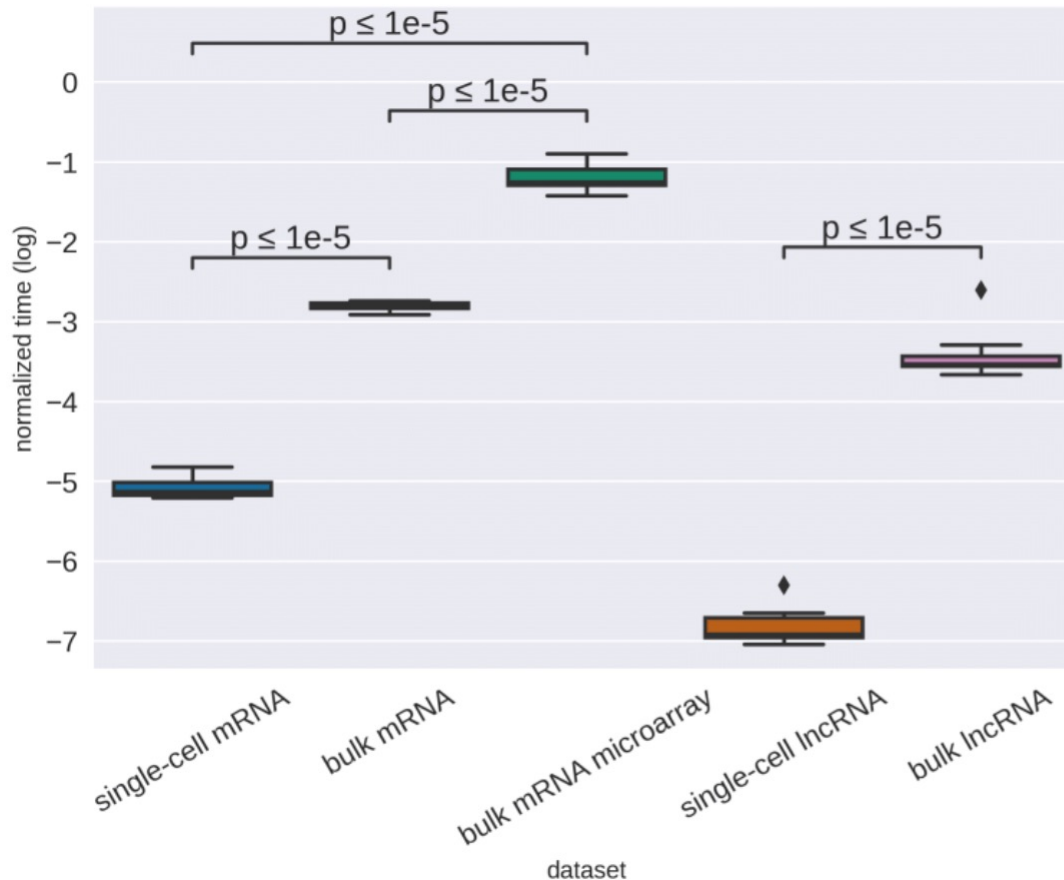 p ≤ 1e-5
0
p ≤ 1e-5
−1
−2
p ≤ 1e-5
p ≤ 1e-5
−3
−4
−5
−6
−7
normalized time (log)
single-cell mRNA
bulk mRNA
bulk mRNA microarray
single-cell lncRNA
bulk lncRNA
dataset